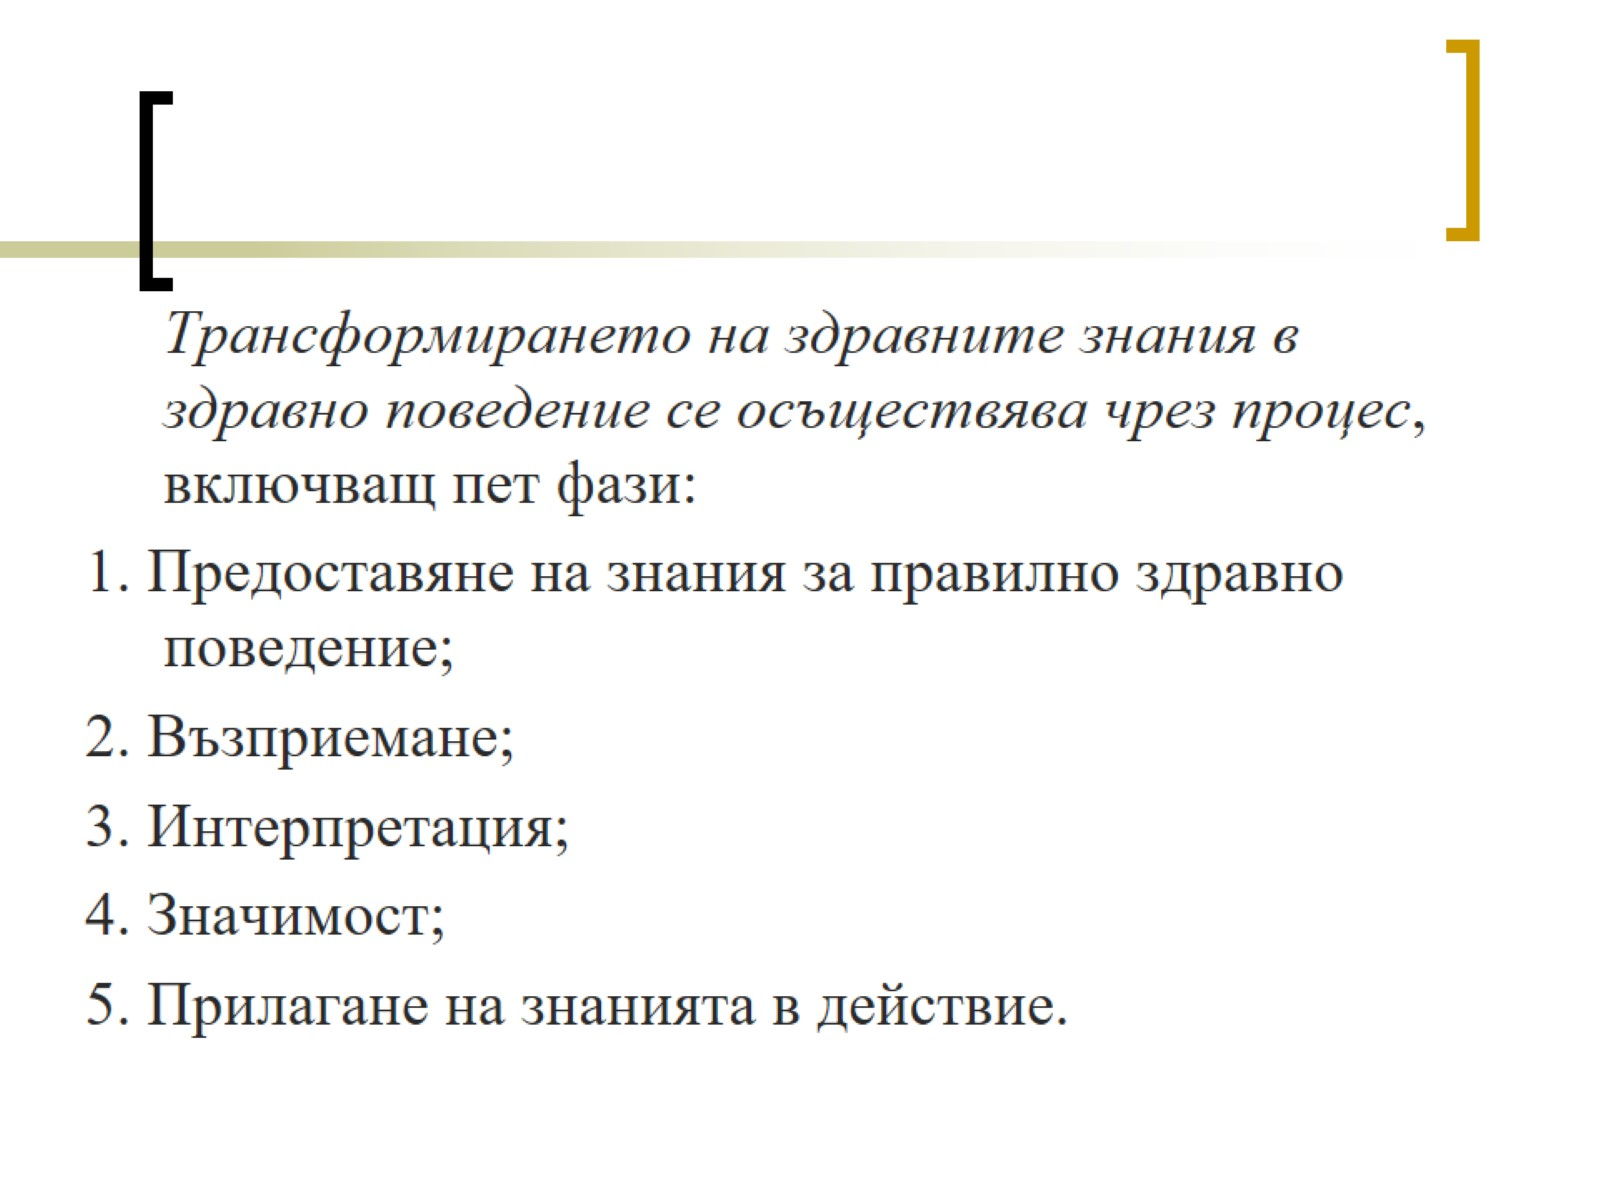 Трансформирането на здравните знания в
здравно поведение се осъществява чрез процес,
включващ пет фази:
1. Предоставяне на знания за правилно здравно
поведение;
2. Възприемане;
3. Интерпретация;
4. Значимост;
5. Прилагане на знанията в действие.